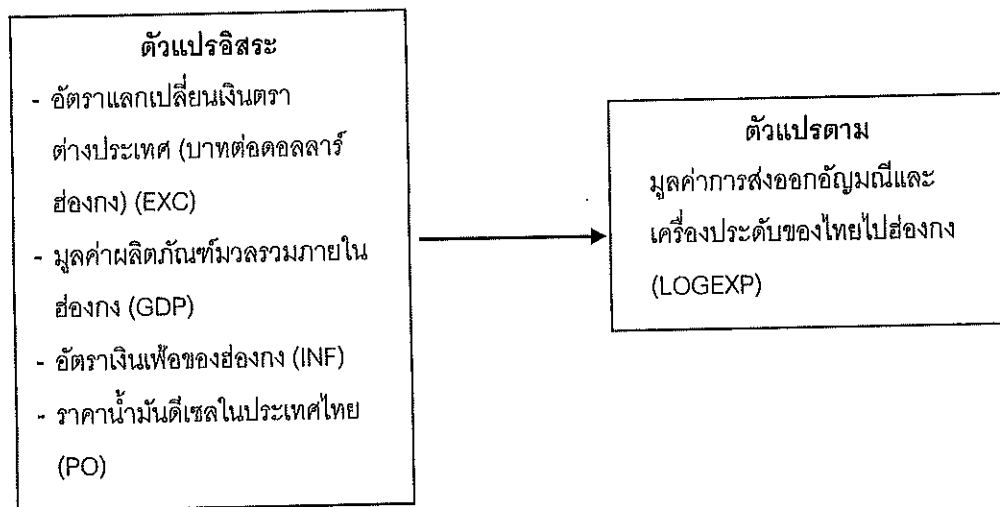 ตัวแปรอิสระ
- อัตราแลกเปลี่ยนเงินตรา
ต่างประเทศ (บาทต่อดอลลาร์
ฮ่องกง) (EXC)
- มูลค่าผลิตภัณฑ์มวลรวมภายใน
ฮ่องกง (GDP)
- อัตราเงินเฟ้อของฮ่องกง (INF)
- ราคาน้ำมันดีเซลในประเทศไทย
(PO)
ตัวแปรตาม
มูลค่าการส่งออกอัญมณีและ
เครื่องประดับของไทยไปฮ่องกง
(LOGEXP)